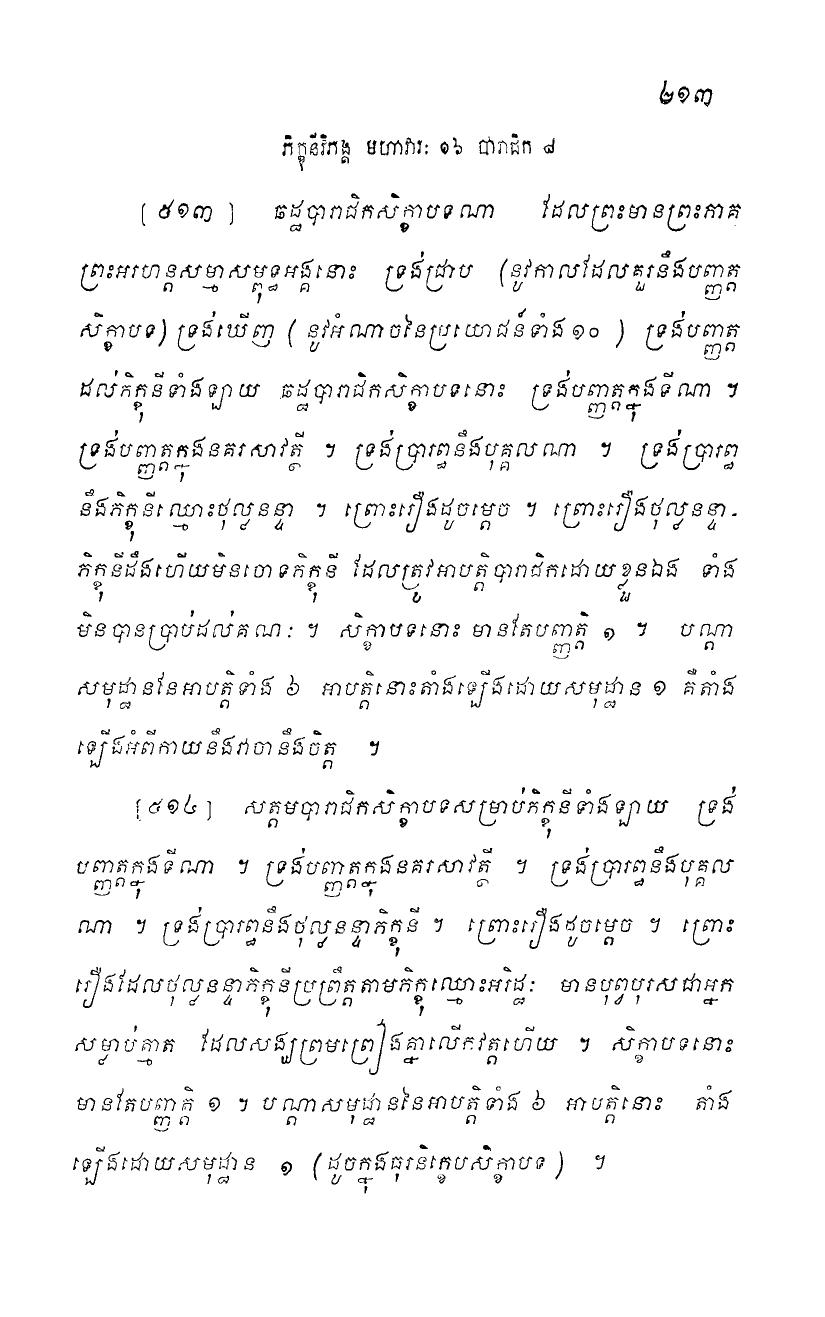 ២១៣
ភិក្ខុនីវិភង្គ មហាវារៈ ១៦ បារាជិក ៨
[ ៥១៣ ] ឆដ្ឋបារាជិកសិក្ខាបទណា ដែលព្រះមានព្រះភាគ
ព្រះអរហន្តសម្មាសម្ពុទ្ធអង្គនោះ ទ្រង់ជ្រាប (នូវកាលដែលគួរនឹងបញ្ញត្ត
សិក្ខាបទ) ទ្រង់ឃើញ ( នូវអំណាចនៃប្រយោជន៍ទាំង១០ ) ទ្រង់បញ្ញត្ត
ដល់ភិក្ខុនីទាំងឡាយ ឆដ្ឋបារាជិកសិក្ខាបទនោះ ទ្រង់បញ្ញត្តក្នុងទីណា ។
ទ្រង់បញ្ញត្តក្នុងនគរសាវត្ថី ។ ទ្រង់ប្រារព្ធនឹងបុគ្គលណា ។ ទ្រង់ប្រារព្ធ
នឹងភិក្ខុនីឈ្មោះថុល្លនន្ទា ។ ព្រោះរឿងដូចម្តេច ។ ព្រោះរឿងថុល្លនន្ទា-
ភិក្ខុនីដឹងហើយមិនចោទភិក្ខុនី ដែលត្រូវអាបត្តិបារាជិកដោយខ្លួនឯង ទាំង
មិនបានប្រាប់ដល់គណៈ ។ សិក្ខាបទនោះ មានតែបញ្ញត្តិ ១ ។ បណ្តា
សមុដ្ឋាននៃអាបត្តិទាំង ៦ អាបត្តិនោះតាំងឡើងដោយសមុដ្ឋាន ១ គឺតាំង
ឡើងអំពីកាយនឹងវាចានឹងចិត្ត ។
[៥១៤] សត្តមបារាជិកសិក្ខាបទសម្រាប់ភិក្ខុនីទាំងឡាយ ទ្រង់
បញ្ញត្តក្នុងទីណា ។ ទ្រង់បញ្ញត្តក្នុងនគរសាវត្ថី ។ ទ្រង់ប្រារព្ធនឹងបុគ្គល
ណា ។ ទ្រង់ប្រារព្ធនឹងថុល្លនន្ទាភិក្ខុនី ។ ព្រោះរឿងដូចម្តេច ។ ព្រោះ
រឿងដែលថុល្លនន្ទាភិក្ខុនីប្រព្រឹត្តតាមភិក្ខុឈ្មោះអរិដ្ឋៈ មានបុព្វបុរសជាអ្នក
សម្លាប់ត្មាត ដែលសង្ឃព្រមព្រៀងគ្នាលើកវត្តហើយ ។ សិក្ខាបទនោះ
មានតែបញ្ញត្តិ ១ ។ បណ្តាសមុដ្ឋាននៃអាបត្តិទាំង ៦ អាបត្តិនោះ តាំង
ឡើងដោយសមុដ្ឋាន ១ (ដូចក្នុងធុរនិក្ខេបសិក្ខាបទ) ។